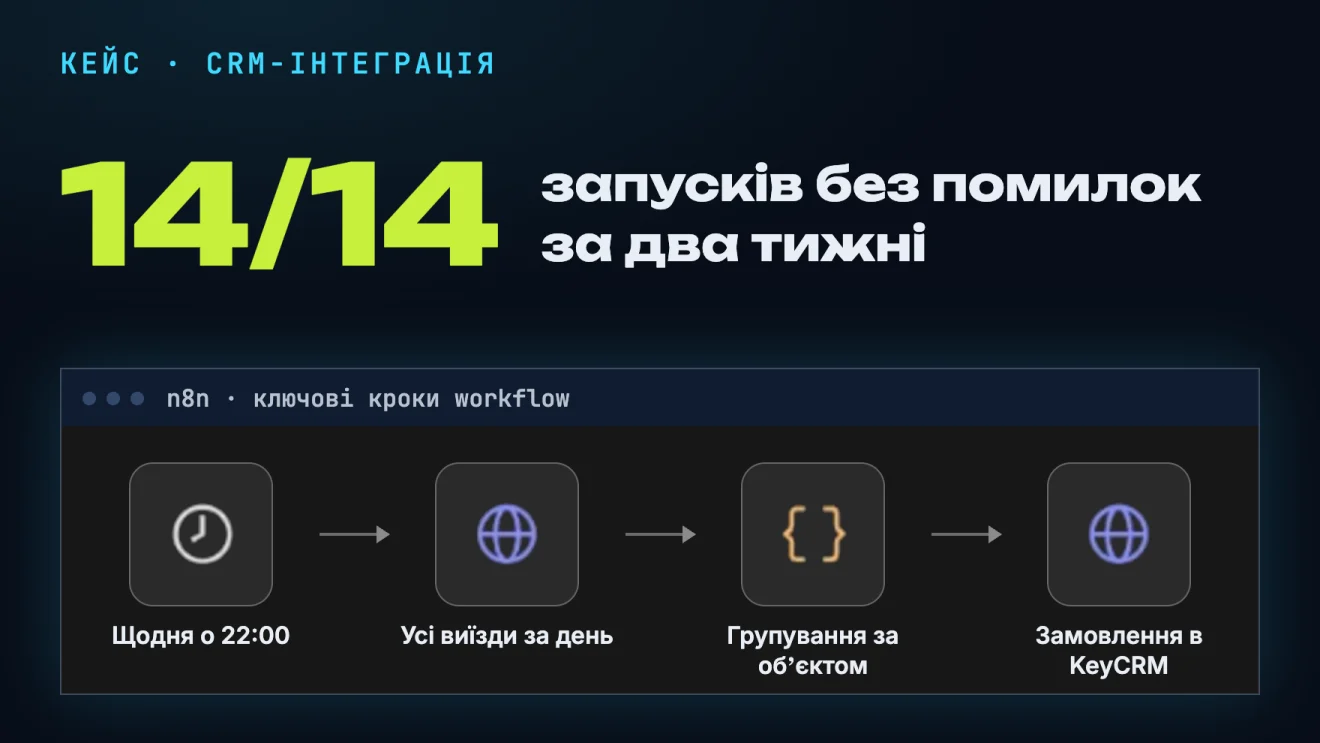 КЕЙС · CRM-ІНТЕГРАЦІЯ
14/14
запусків без помилок
за два тижні
n8n · ключові кроки workflow
Щодня о 22:00
Усі виїзди за день
Групування за
об’єктом
Замовлення в
KeyCRM